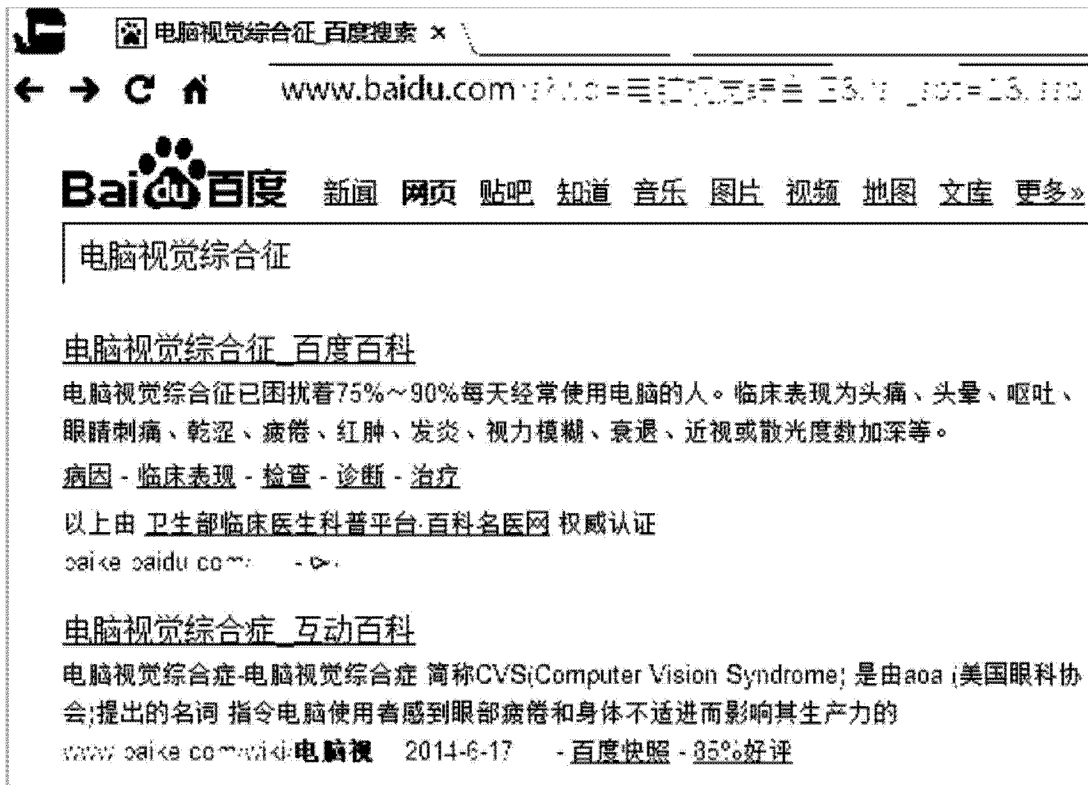 电脑视觉综合征_百度搜索 ×
www.baidu.com
Bai du 百度 新闻 网页 贴吧 知道 音乐 图片 视频 地图 文库 更多»
电脑视觉综合征
电脑视觉综合征_百度百科
电脑视觉综合征已困扰着75%～90%每天经常使用电脑的人。临床表现为头痛、头晕、呕吐、
眼睛刺痛、乾涩、疲倦、红肿、发炎、视力模糊、衰退、近视或散光度数加深等。
病因 - 临床表现 - 检查 - 诊断 - 治疗
以上由 卫生部临床医生科普平台·百科名医网 权威认证
baike.baidu.com
电脑视觉综合症_互动百科
电脑视觉综合症-电脑视觉综合症 简称CVS(Computer Vision Syndrome) 是由aoa (美国眼科协
会)提出的名词 指令电脑使用者感到眼部疲倦和身体不适进而影响其生产力的
www.baike.com/wiki/电脑视 2014-6-17 - 百度快照 - 85%好评